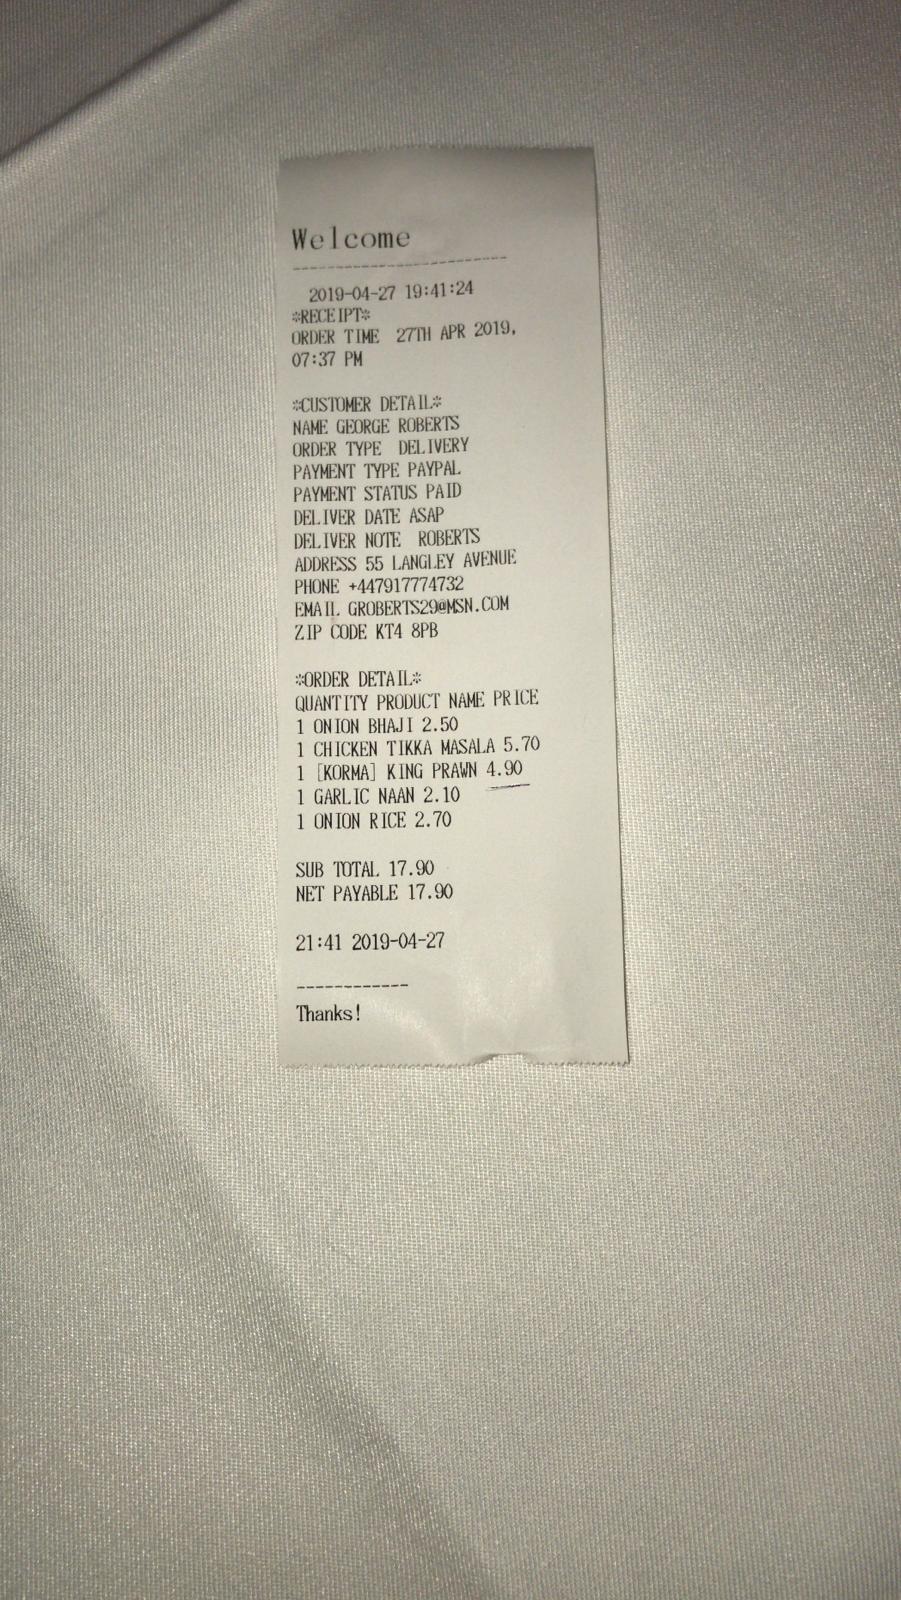 Welcome
-------------------------
2019-04-27 19:41:24
*RECEIPT*
ORDER TIME 27TH APR 2019,
07:37 PM
*CUSTOMER DETAIL*
NAME GEORGE ROBERTS
ORDER TYPE DELIVERY
PAYMENT TYPE PAYPAL
PAYMENT STATUS PAID
DELIVER DATE ASAP
DELIVER NOTE ROBERTS
ADDRESS 55 LANGLEY AVENUE
PHONE +447917774732
EMAIL GROBERTS29@MSN.COM
ZIP CODE KT4 8PB
*ORDER DETAIL*
QUANTITY PRODUCT NAME PRICE
1 ONION BHAJI 2.50
1 CHICKEN TIKKA MASALA 5.70
1 [KORMA] KING PRAWN 4.90
1 GARLIC NAAN 2.10
1 ONION RICE 2.70
SUB TOTAL 17.90
NET PAYABLE 17.90
21:41 2019-04-27
------------
Thanks!